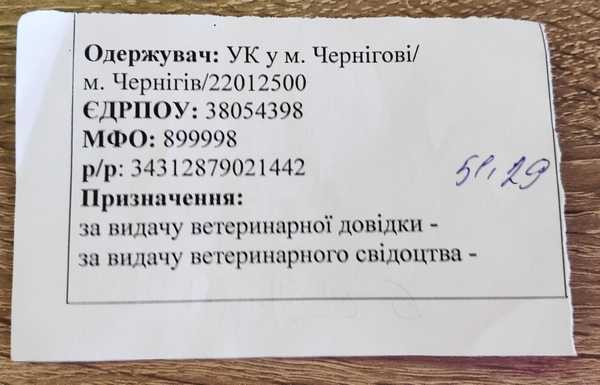 Одержувач: УК у м. Чернігові/
м. Чернігів/22012500
ЄДРПОУ: 38054398
МФО: 899998
р/р: 34312879021442
51,29
Призначення:
за видачу ветеринарної довідки -
за видачу ветеринарного свідоцтва -